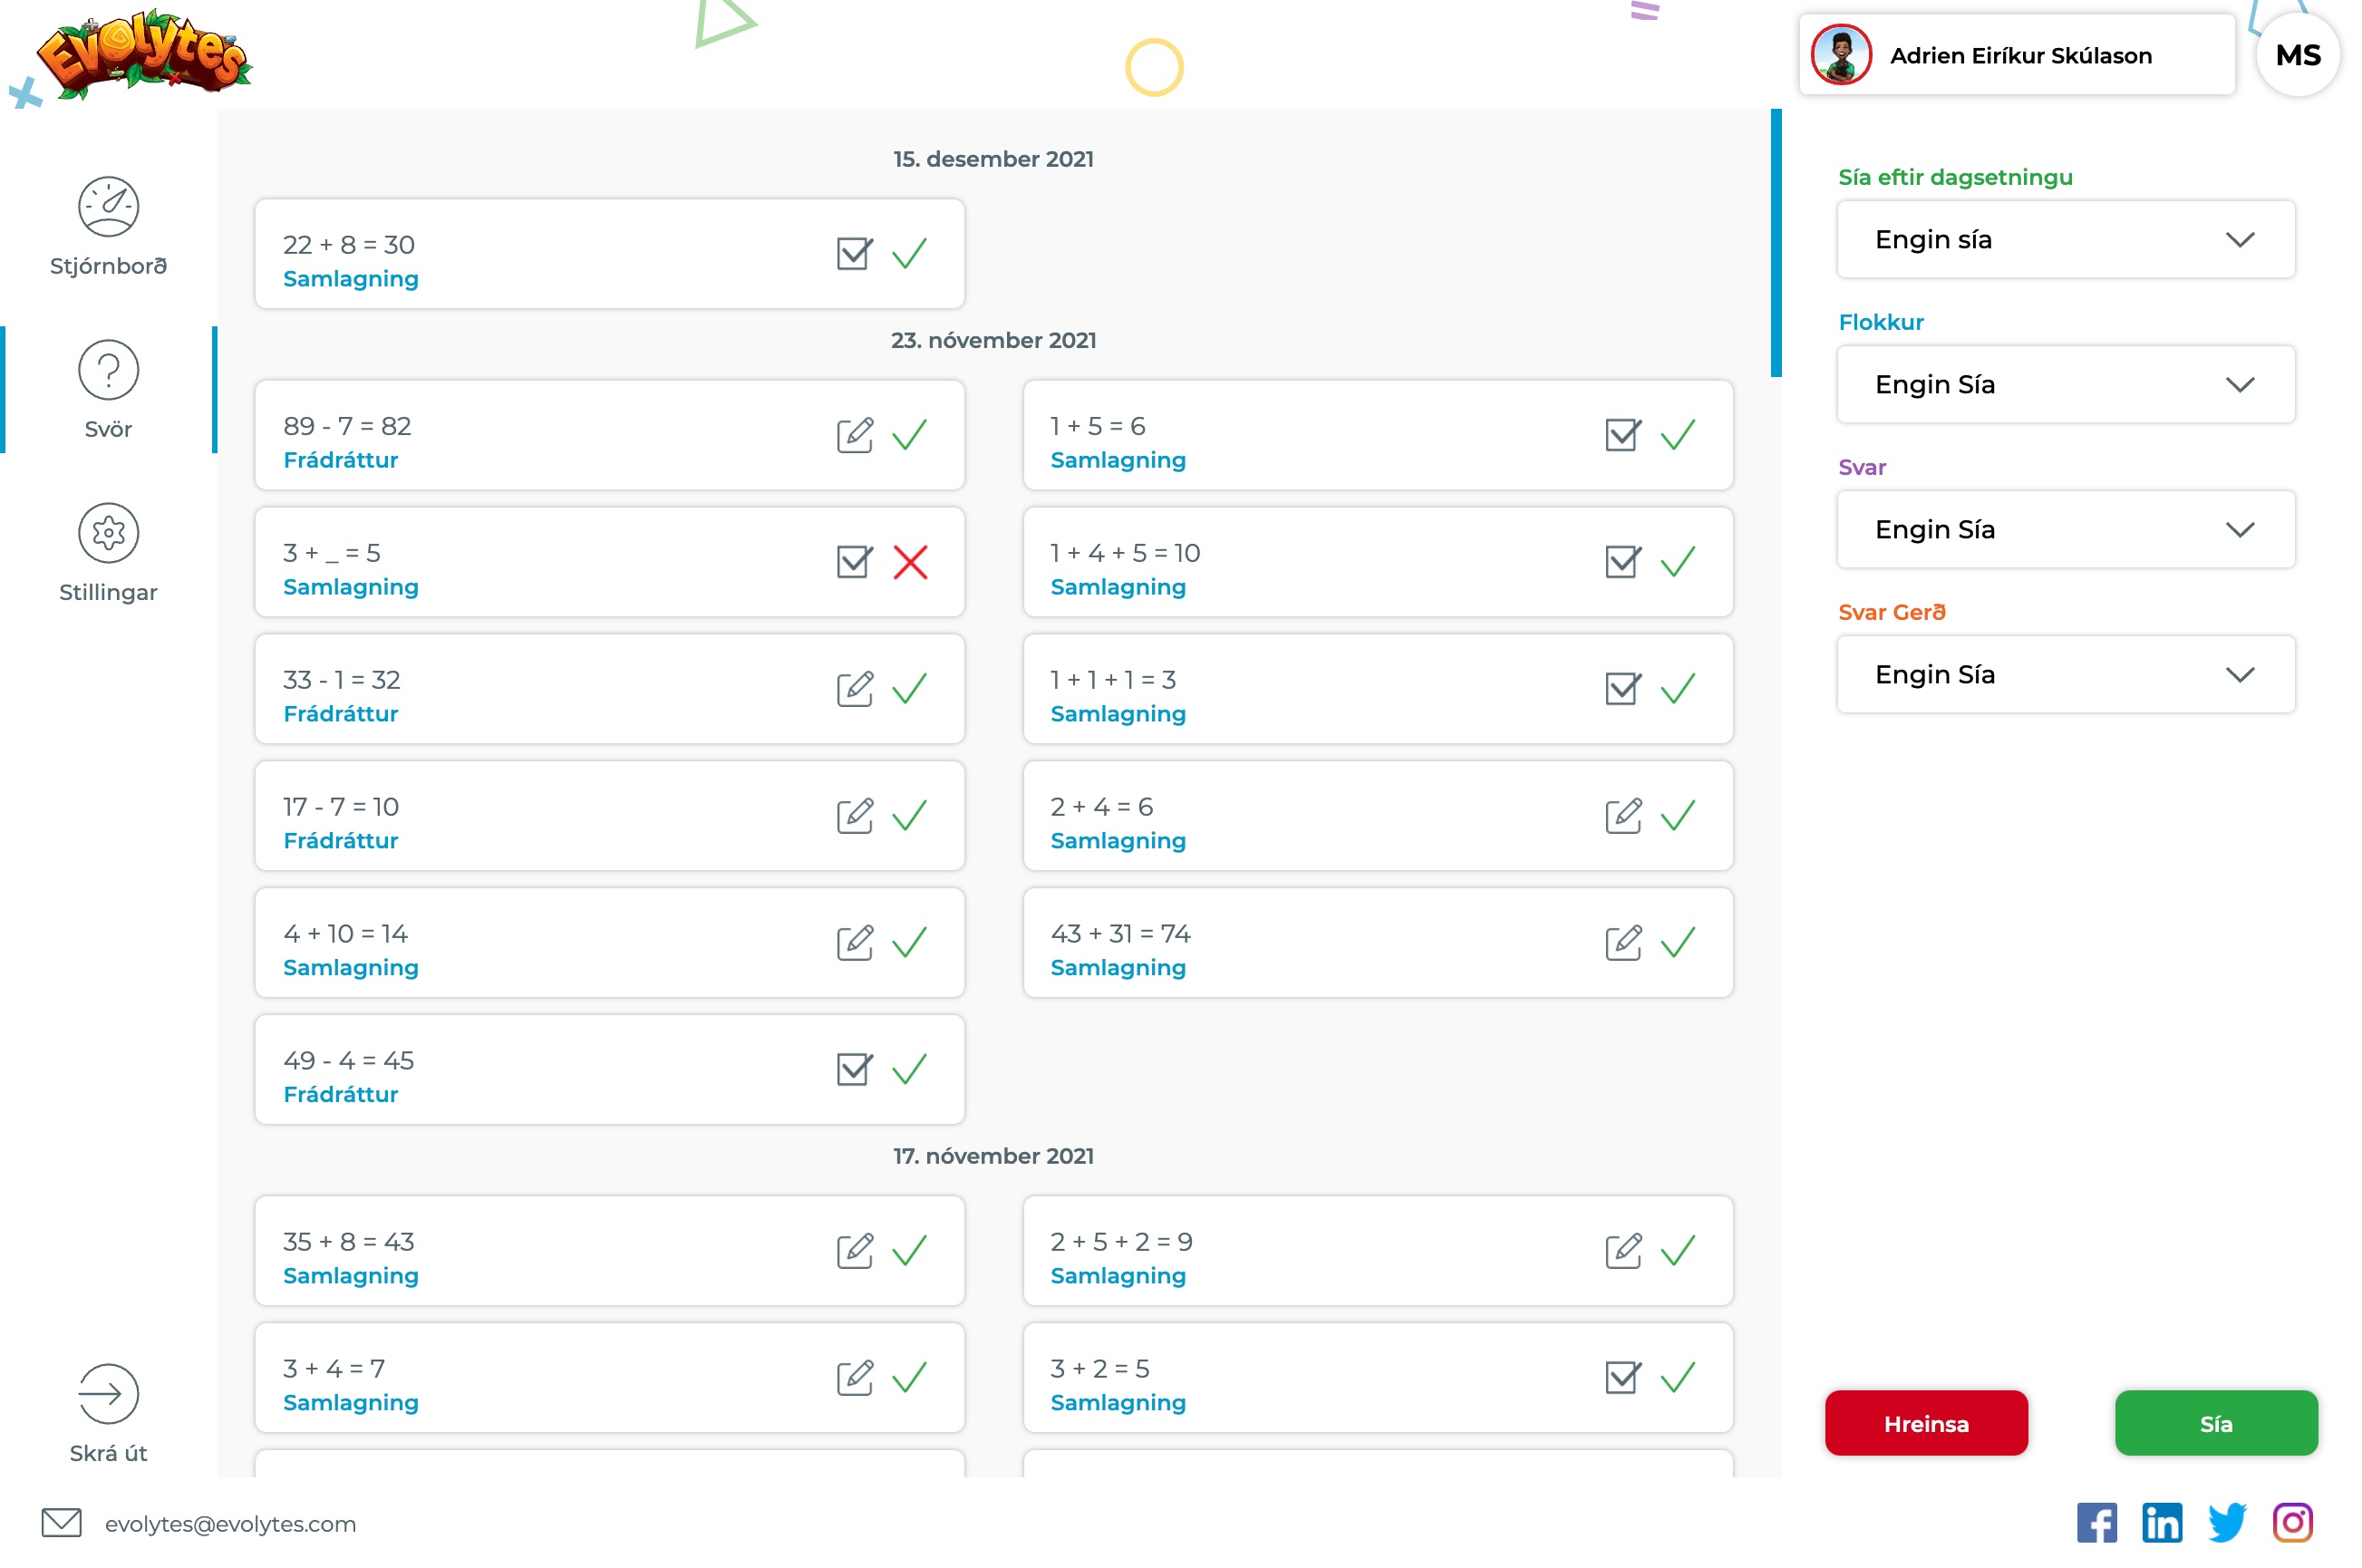 Evolytes
Adrien Eiríkur Skúlason
MS
Stjórnborð
Svör
Stillingar
Skrá út
15. desember 2021
22 + 8 = 30
Samlagning
23. nóvember 2021
89 - 7 = 82
Frádráttur
1 + 5 = 6
Samlagning
3 + _ = 5
Samlagning
1 + 4 + 5 = 10
Samlagning
33 - 1 = 32
Frádráttur
1 + 1 + 1 = 3
Samlagning
17 - 7 = 10
Frádráttur
2 + 4 = 6
Samlagning
4 + 10 = 14
Samlagning
43 + 31 = 74
Samlagning
49 - 4 = 45
Frádráttur
17. nóvember 2021
35 + 8 = 43
Samlagning
2 + 5 + 2 = 9
Samlagning
3 + 4 = 7
Samlagning
3 + 2 = 5
Samlagning
Sía eftir dagsetningu
Engin sía
Flokkur
Engin Sía
Svar
Engin Sía
Svar Gerð
Engin Sía
Hreinsa
Sía
evolytes@evolytes.com